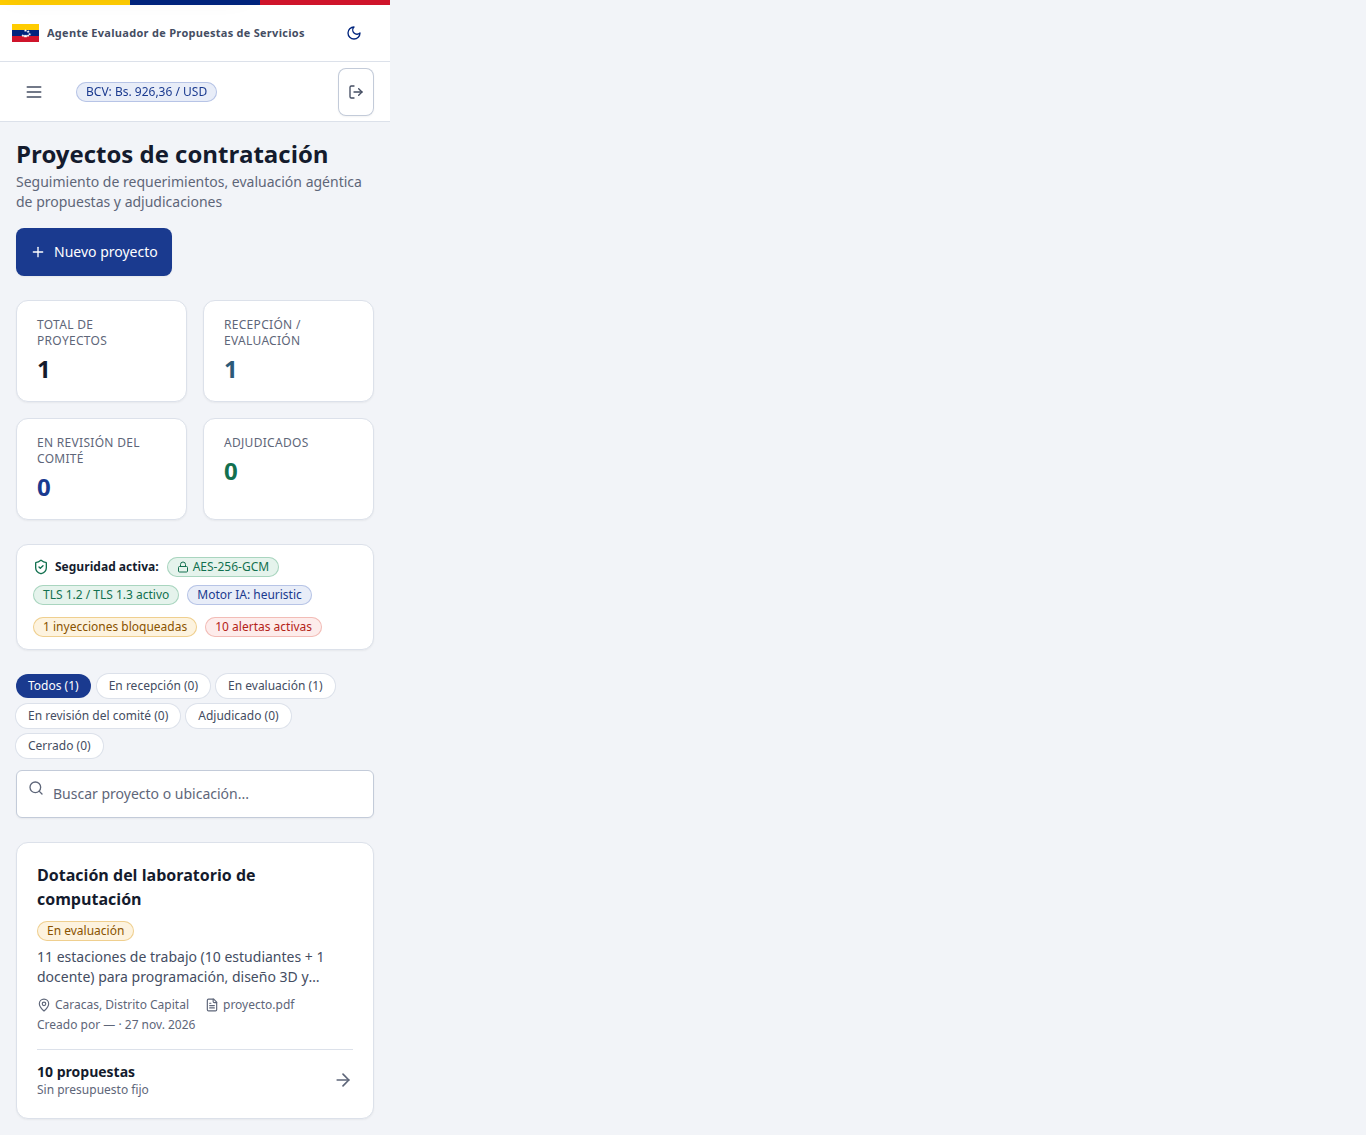 Agente Evaluador de Propuestas de Servicios
BCV: Bs. 926,36 / USD
Proyectos de contratación
Seguimiento de requerimientos, evaluación agéntica
de propuestas y adjudicaciones
Nuevo proyecto
TOTAL DE
PROYECTOS
1
RECEPCIÓN /
EVALUACIÓN
1
EN REVISIÓN DEL
COMITÉ
0
ADJUDICADOS
0
Seguridad activa: AES-256-GCM
TLS 1.2 / TLS 1.3 activo Motor IA: heuristic
1 inyecciones bloqueadas 10 alertas activas
Todos (1) En recepción (0) En evaluación (1)
En revisión del comité (0) Adjudicado (0)
Cerrado (0)
Buscar proyecto o ubicación...
Dotación del laboratorio de
computación
En evaluación
11 estaciones de trabajo (10 estudiantes + 1
docente) para programación, diseño 3D y...
Caracas, Distrito Capital proyecto.pdf
Creado por — · 27 nov. 2026
10 propuestas
Sin presupuesto fijo